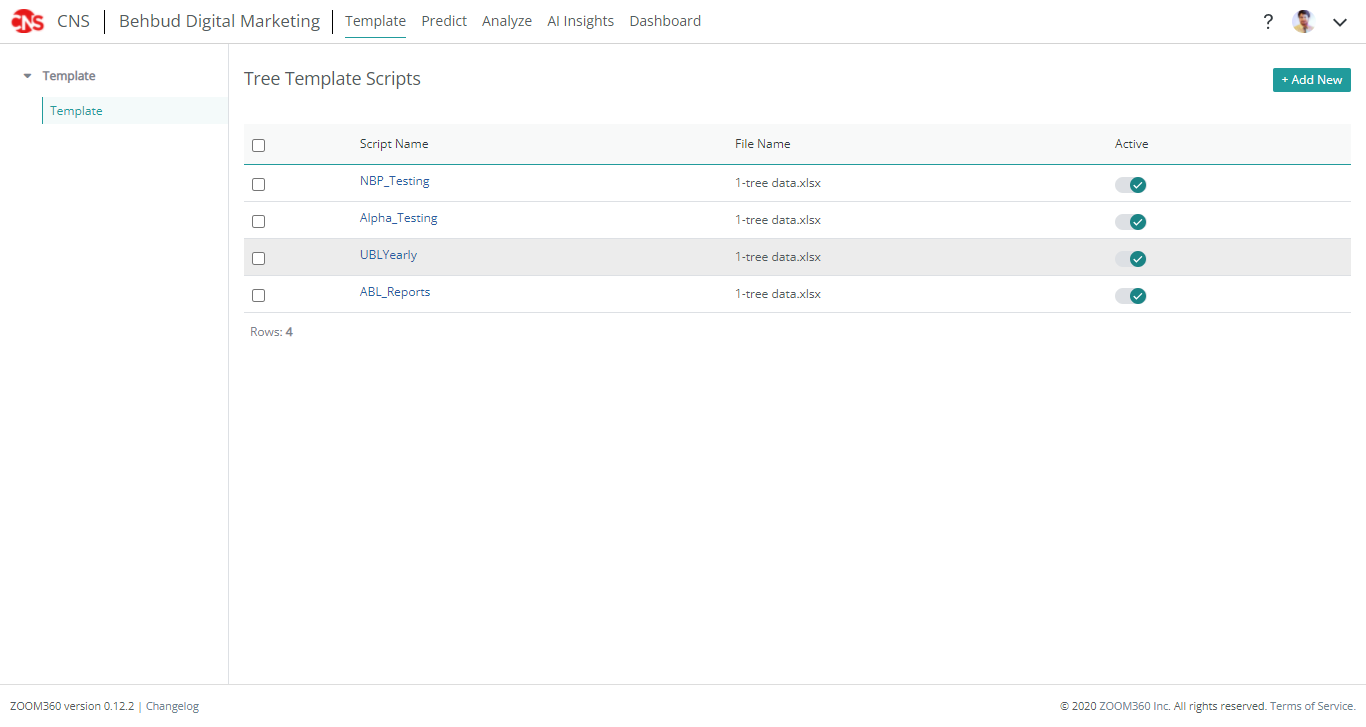 CNS CNS Behbud Digital Marketing Template Predict Analyze AI Insights Dashboard ?
Template
Template
Tree Template Scripts
+ Add New
Script Name File Name Active
NBP_Testing 1-tree data.xlsx
Alpha_Testing 1-tree data.xlsx
UBLYearly 1-tree data.xlsx
ABL_Reports 1-tree data.xlsx
Rows: 4
ZOOM360 version 0.12.2 | Changelog © 2020 ZOOM360 Inc. All rights reserved. Terms of Service.